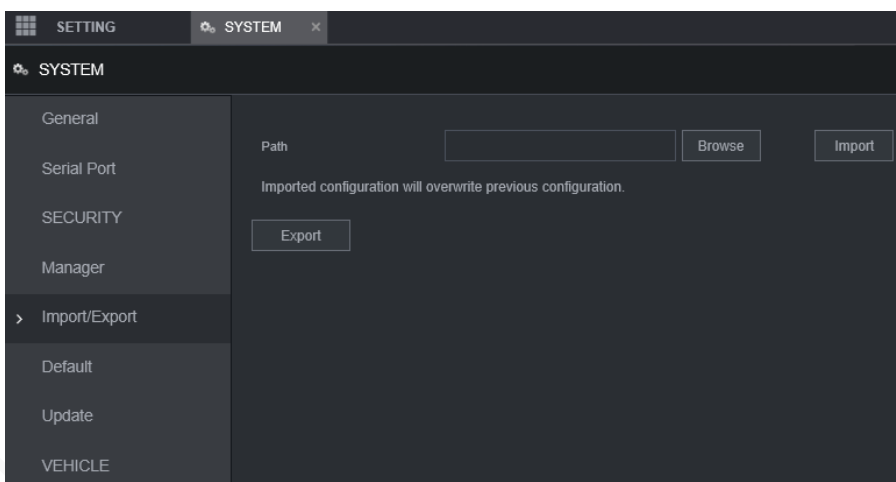 SETTING
SYSTEM ×
SYSTEM
General
Serial Port
SECURITY
Manager
Import/Export
Default
Update
VEHICLE
Path
Browse
Import
Imported configuration will overwrite previous configuration.
Export